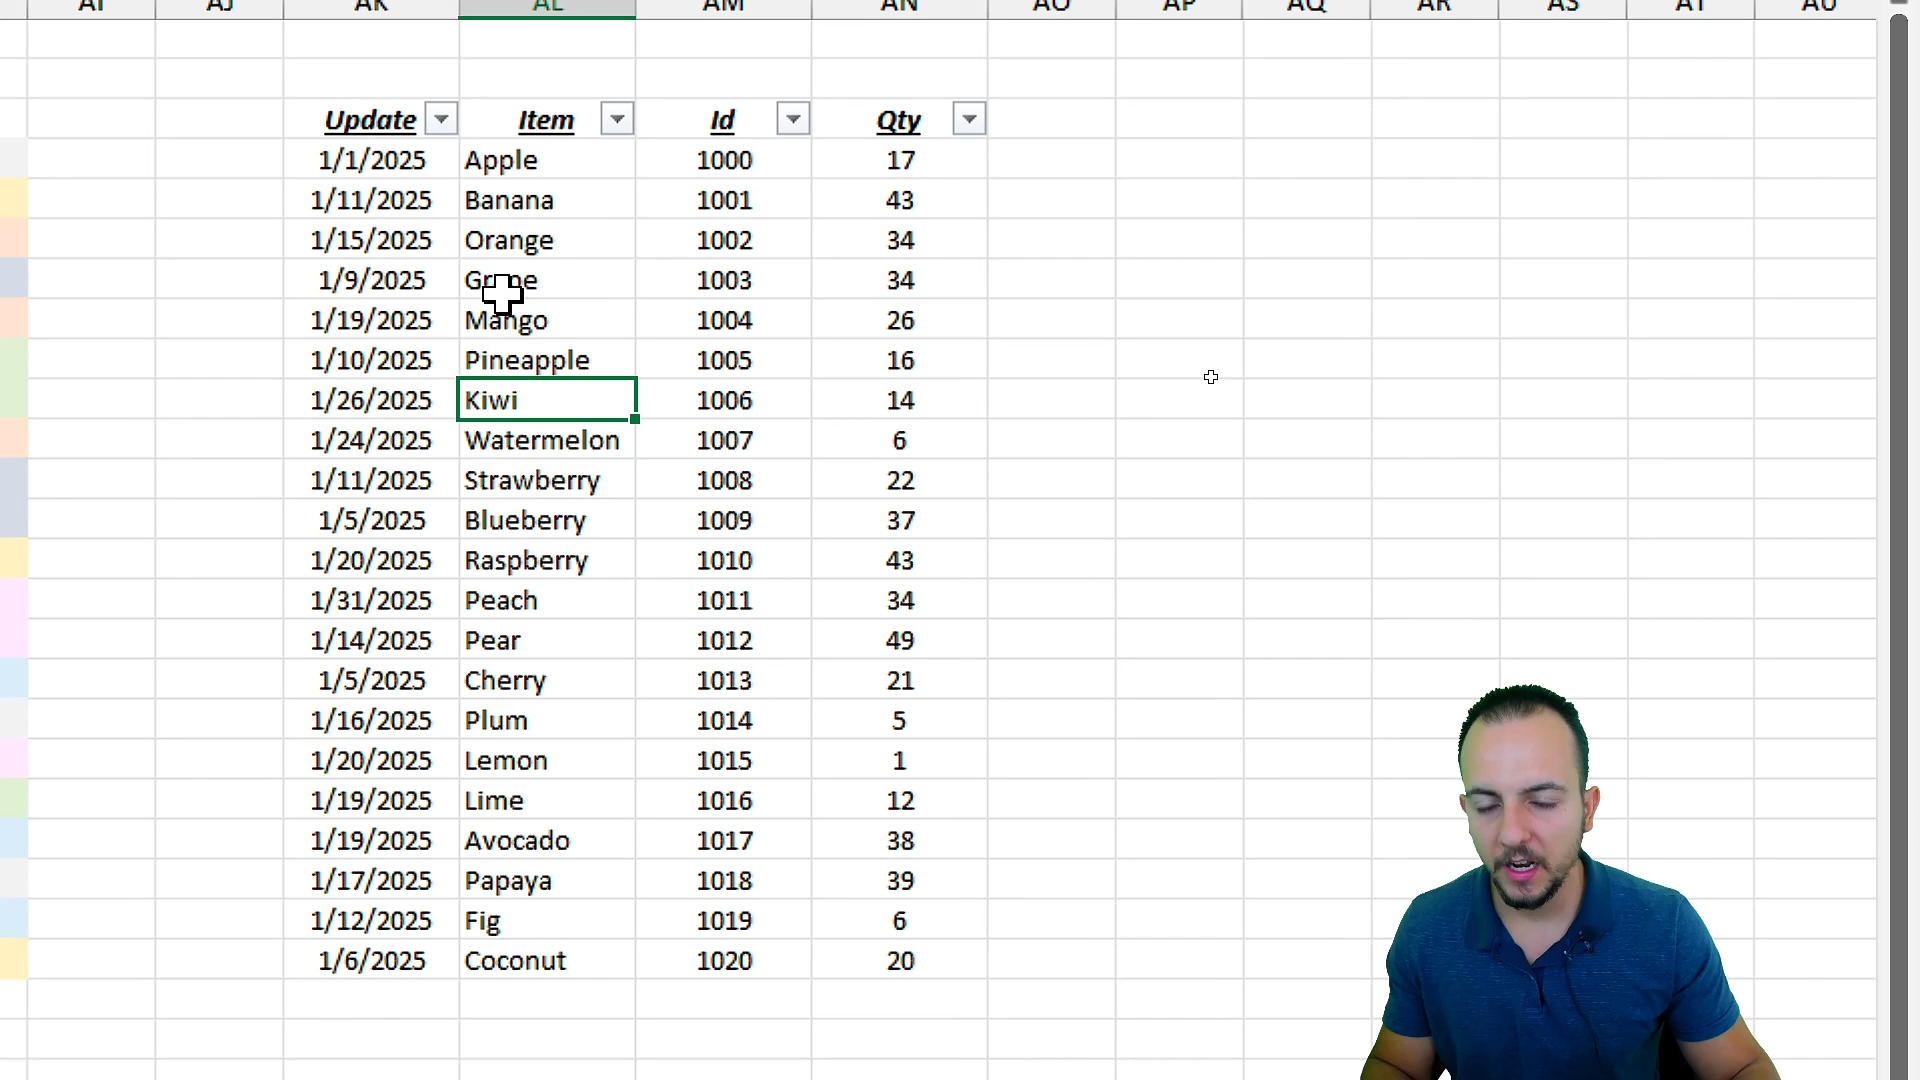 AI AJ AK AL AM AN AO AP AQ AR AS AT AU
Update Item Id Qty
1/1/2025 Apple 1000 17
1/11/2025 Banana 1001 43
1/15/2025 Orange 1002 34
1/9/2025 1003 34
1/19/2025 Mango 1004 26
1/10/2025 Pineapple 1005 16
1/26/2025 Kiwi 1006 14
1/24/2025 Watermelon 1007 6
1/11/2025 Strawberry 1008 22
1/5/2025 Blueberry 1009 37
1/20/2025 Raspberry 1010 43
1/31/2025 Peach 1011 34
1/14/2025 Pear 1012 49
1/5/2025 Cherry 1013 21
1/16/2025 Plum 1014 5
1/20/2025 Lemon 1015 1
1/19/2025 Lime 1016 12
1/19/2025 Avocado 1017 38
1/17/2025 Papaya 1018 39
1/12/2025 Fig 1019 6
1/6/2025 Coconut 1020 20